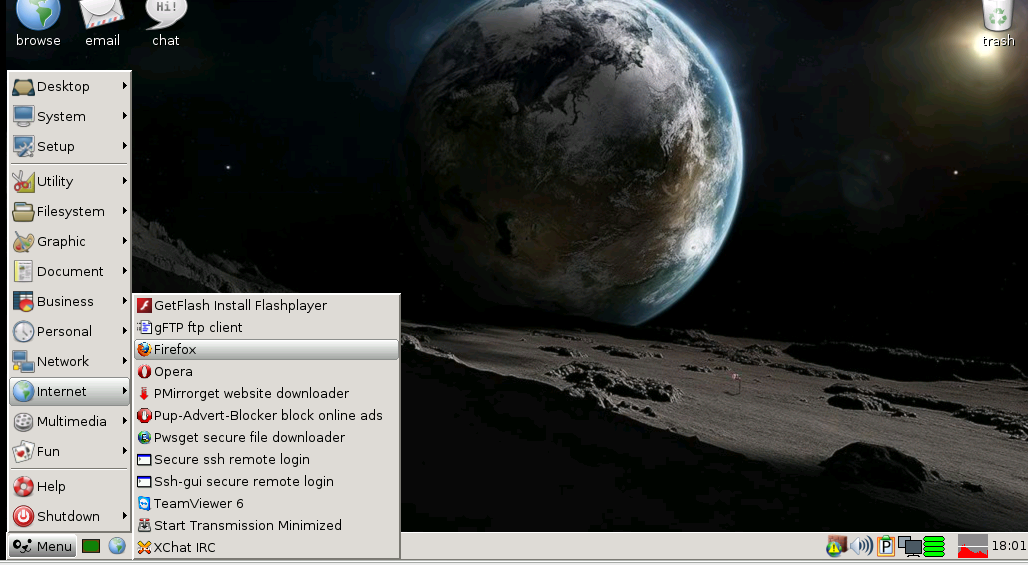 Hi!
browse
email
chat
trash
Desktop
System
Setup
Utility
Filesystem
Graphic
Document
Business
Personal
Network
Internet
Multimedia
Fun
Help
Shutdown
GetFlash Install Flashplayer
gFTP ftp client
Firefox
Opera
PMirrorget website downloader
Pup-Advert-Blocker block online ads
Pwsget secure file downloader
Secure ssh remote login
Ssh-gui secure remote login
TeamViewer 6
Start Transmission Minimized
XChat IRC
Menu
P
18:01